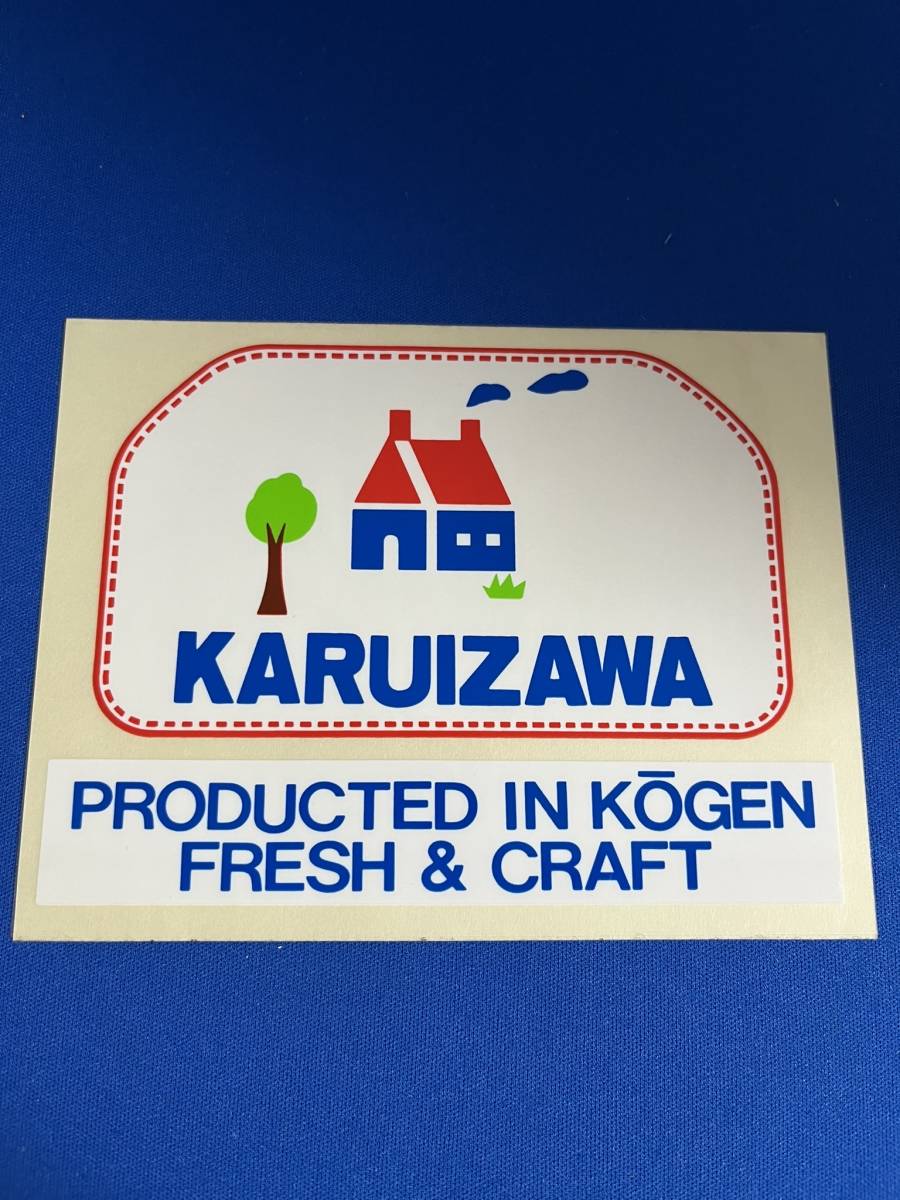 KARUIZAWA
PRODUCTED IN KŌGEN
FRESH & CRAFT